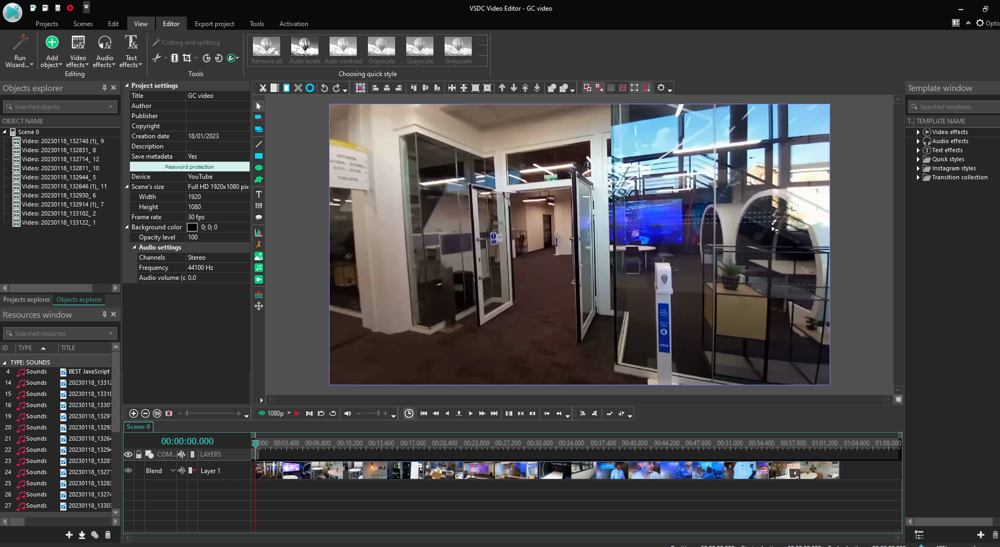 VSDC Video Editor - GC video
Projects Scenes Edit View Editor Export project Tools Activation
Run Wizard...
Add object
Video effects
Audio effects
Text effects
Editing
Cutting and splitting
Tools
Remove all Auto levels Auto contrast Grayscale Grayscale Grayscale
Choosing quick style
Objects explorer
Searched objects
OBJECT NAME
Scene 0
Video: 20230118_132748 (1)_ 9
Video: 20230118_132831_ 8
Video: 20230118_132714_ 12
Video: 20230118_132811_ 10
Video: 20230118_132944_ 5
Video: 20230118_132646 (1)_ 11
Video: 20230118_132930_ 6
Video: 20230118_132914 (1)_ 7
Video: 20230118_133102_ 2
Video: 20230118_133122_ 1
Projects explorer Objects explorer
Resources window
Searched resources
ID TYPE TITLE
TYPE: SOUNDS
4 Sounds BEST JavaScript
14 Sounds 20230118_13312
15 Sounds 20230118_13310
16 Sounds 20230118_13301
19 Sounds 20230118_13291
20 Sounds 20230118_13293
21 Sounds 20230118_13264
22 Sounds 20230118_13294
23 Sounds 20230118_13281
24 Sounds 20230118_13271
25 Sounds 20230118_13283
26 Sounds 20230118_13274
27 Sounds 20230118_13303
Project settings
Title GC video
Author
Publisher
Copyright
Creation date 18/01/2023
Description
Save metadata Yes
Password protection
Device YouTube
Scene's size Full HD 1920x1080 pix
Width 1920
Height 1080
Frame rate 30 fps
Background color 0; 0; 0
Opacity level 100
Audio settings
Channels Stereo
Frequency 44100 Hz
Audio volume (c 0.0
Template window
Searched templates
T.. TEMPLATE NAME
Video effects
Audio effects
Text effects
Quick styles
Instagram styles
Transition collection
1080p
Scene 0
00:00:00.000
000 00:03.400 00:06.800 00:10.200 00:13.600 00:17.000 00:20.400 00:23.800 00:27.200 00:30.600 00:34.000 00:37.400 00:40.800 00:44.200 00:47.600 00:51.000 00:54.400 00:57.800 01:01.200 01:04.600 01:08.000
COM... LAYERS
Blend Layer 1
THAT WILL BE